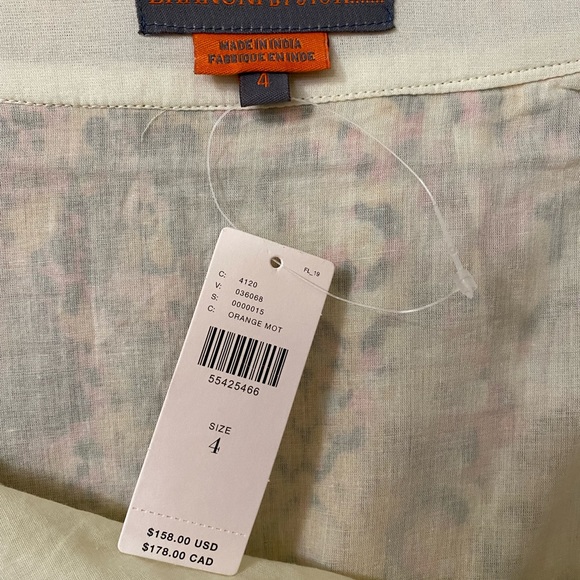 MADE IN INDIA
FABRIQUE EN INDE
4
FL_19
C: 4120
V: 036068
S: 0000015
C: ORANGE MOT
55425466
SIZE
4
$158.00 USD
$178.00 CAD